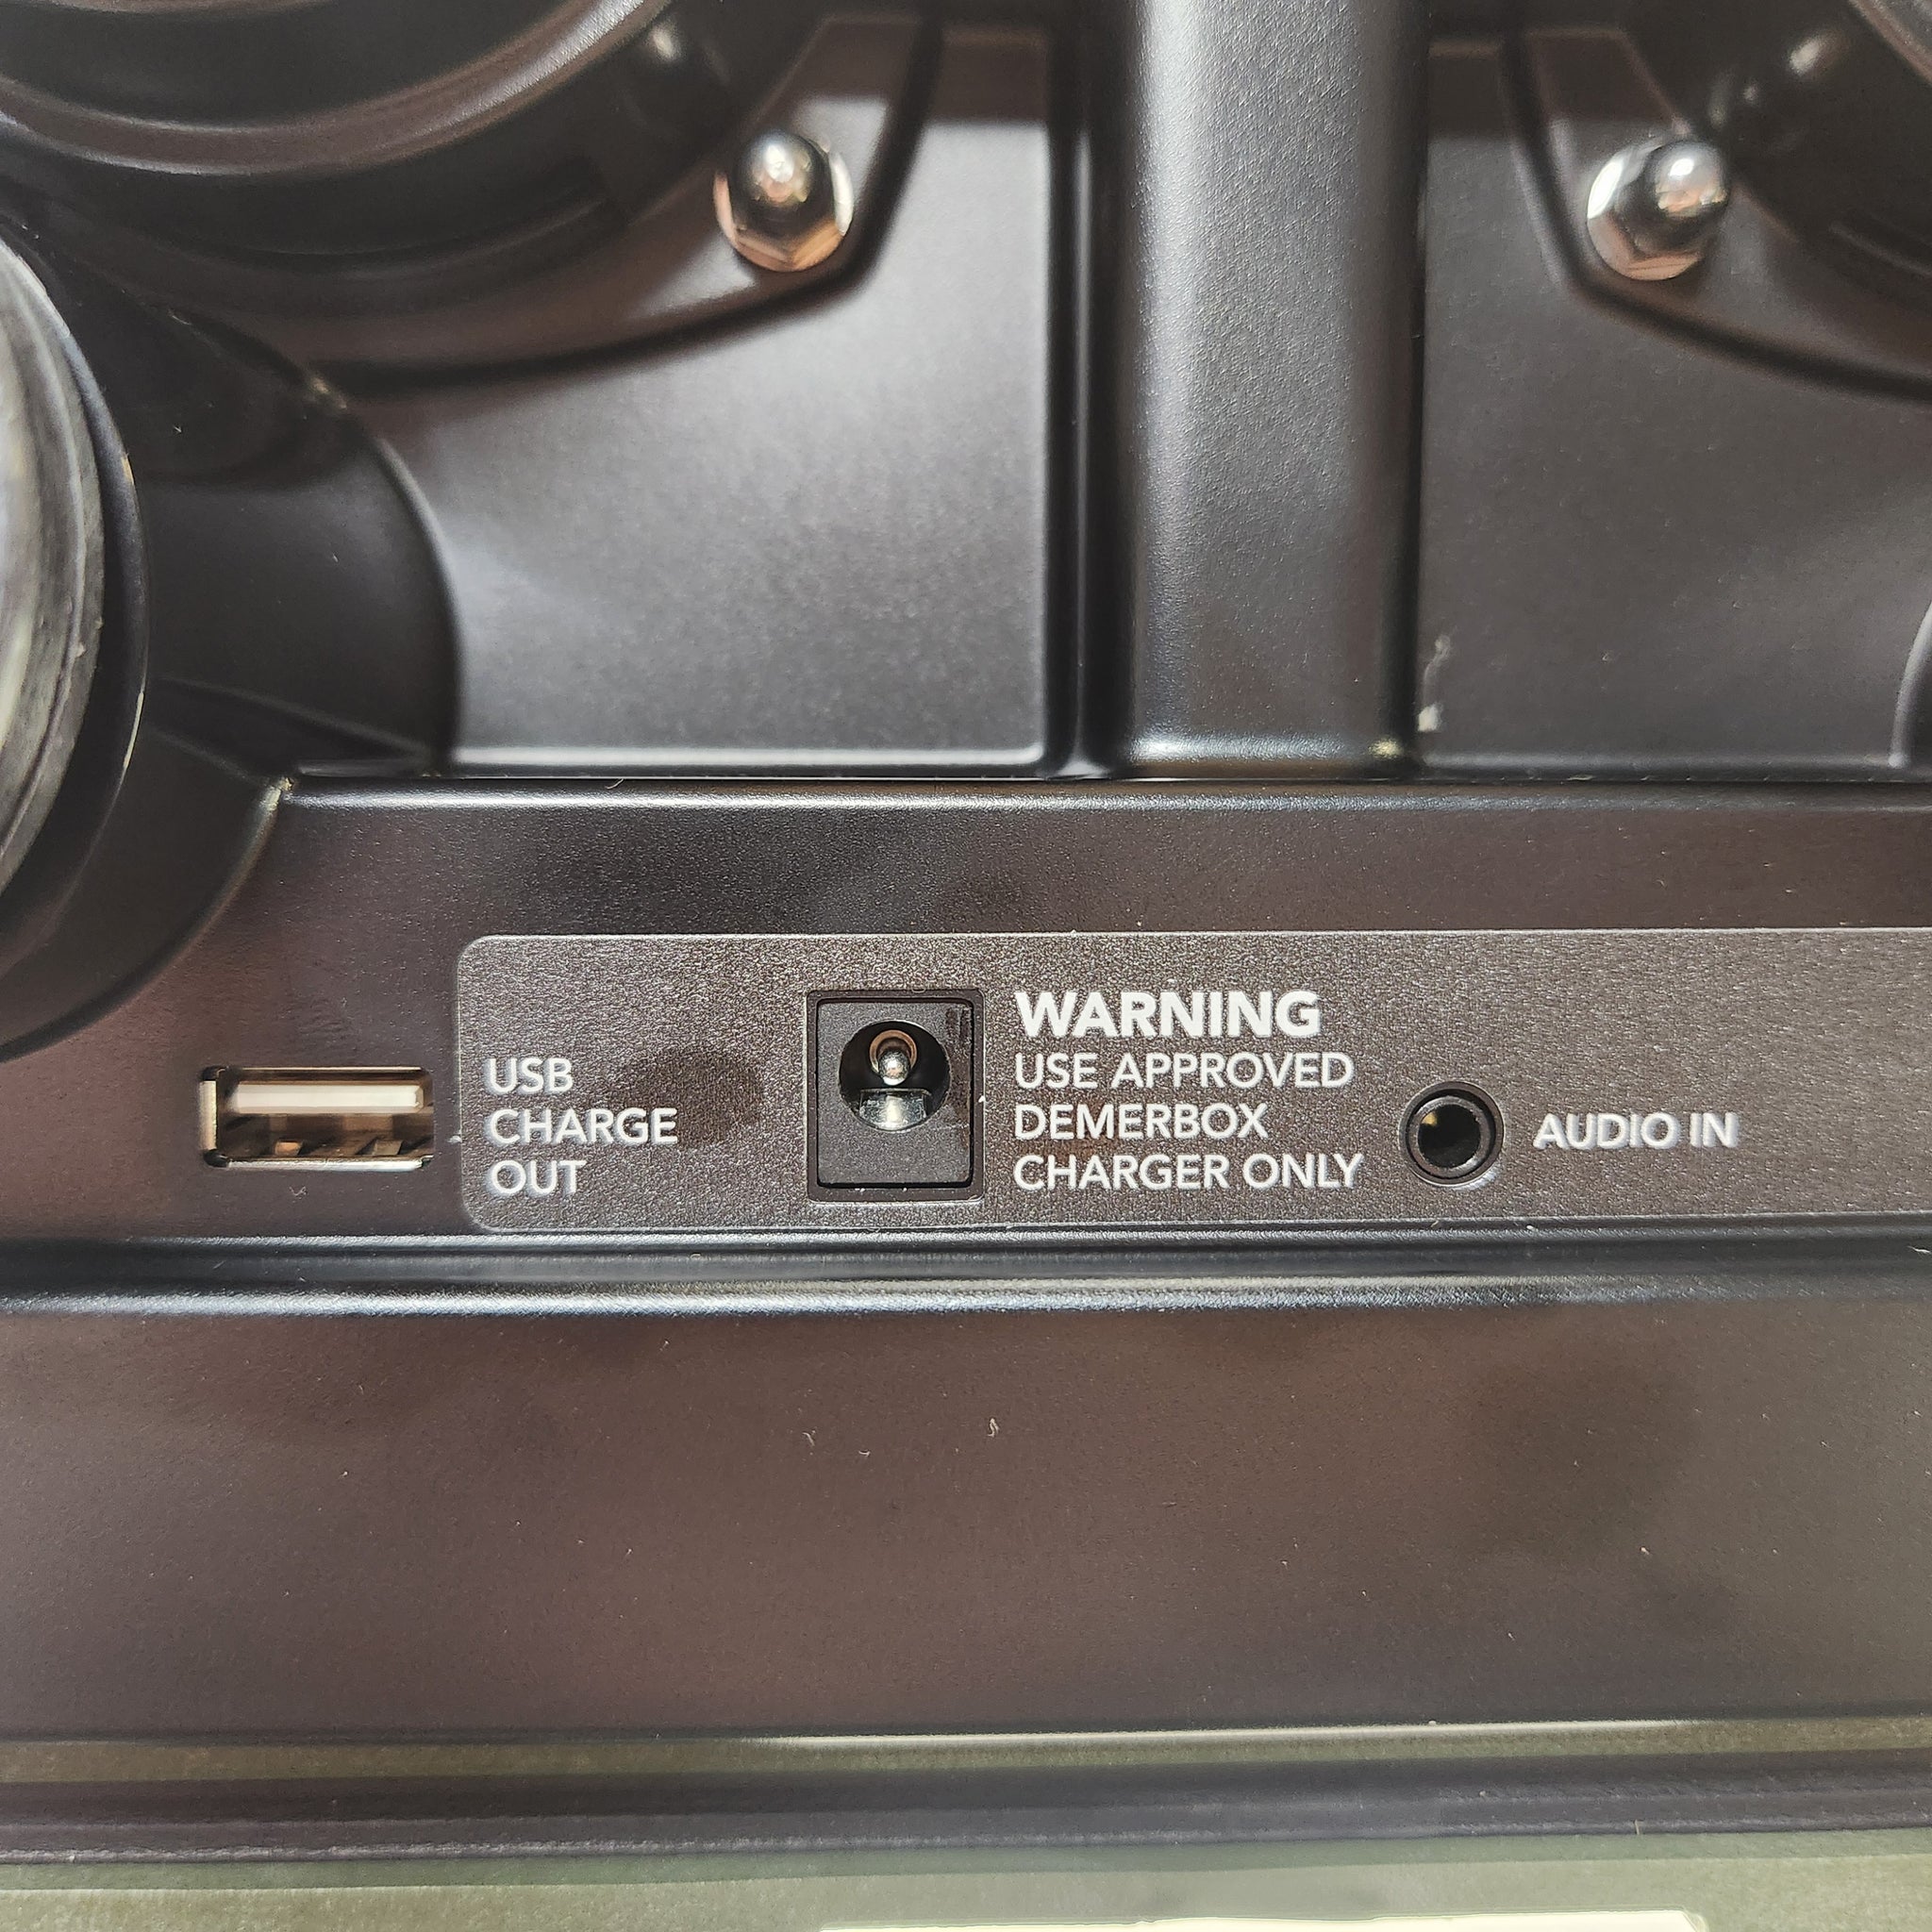 USB
CHARGE
OUT
WARNING
USE APPROVED
DEMERBOX
CHARGER ONLY
AUDIO IN